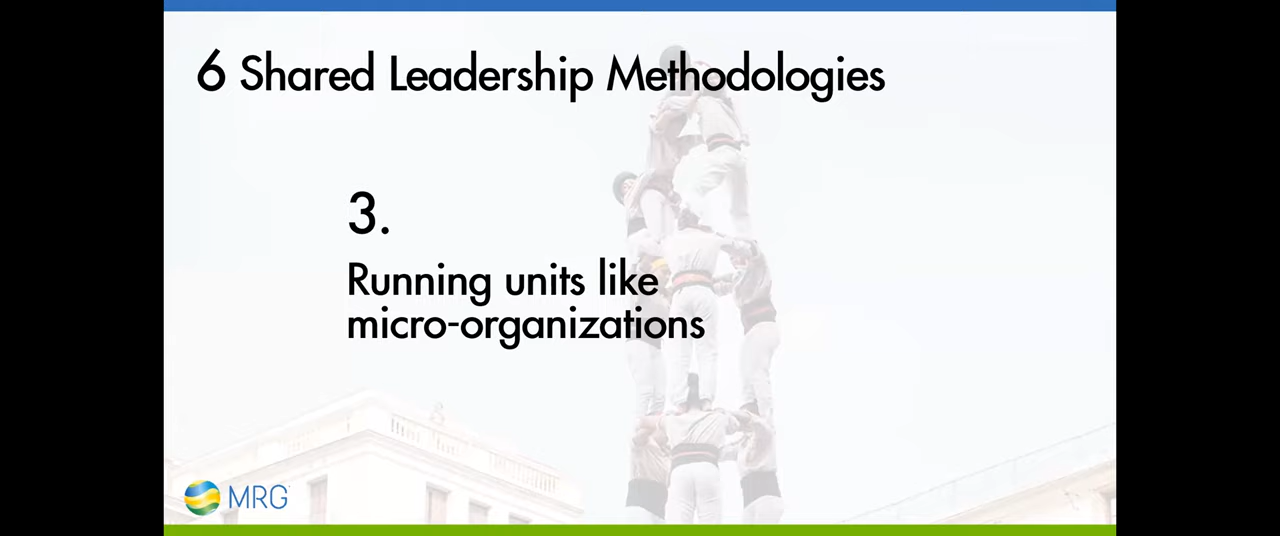 6 Shared Leadership Methodologies
3.
Running units like
micro-organizations
MRG